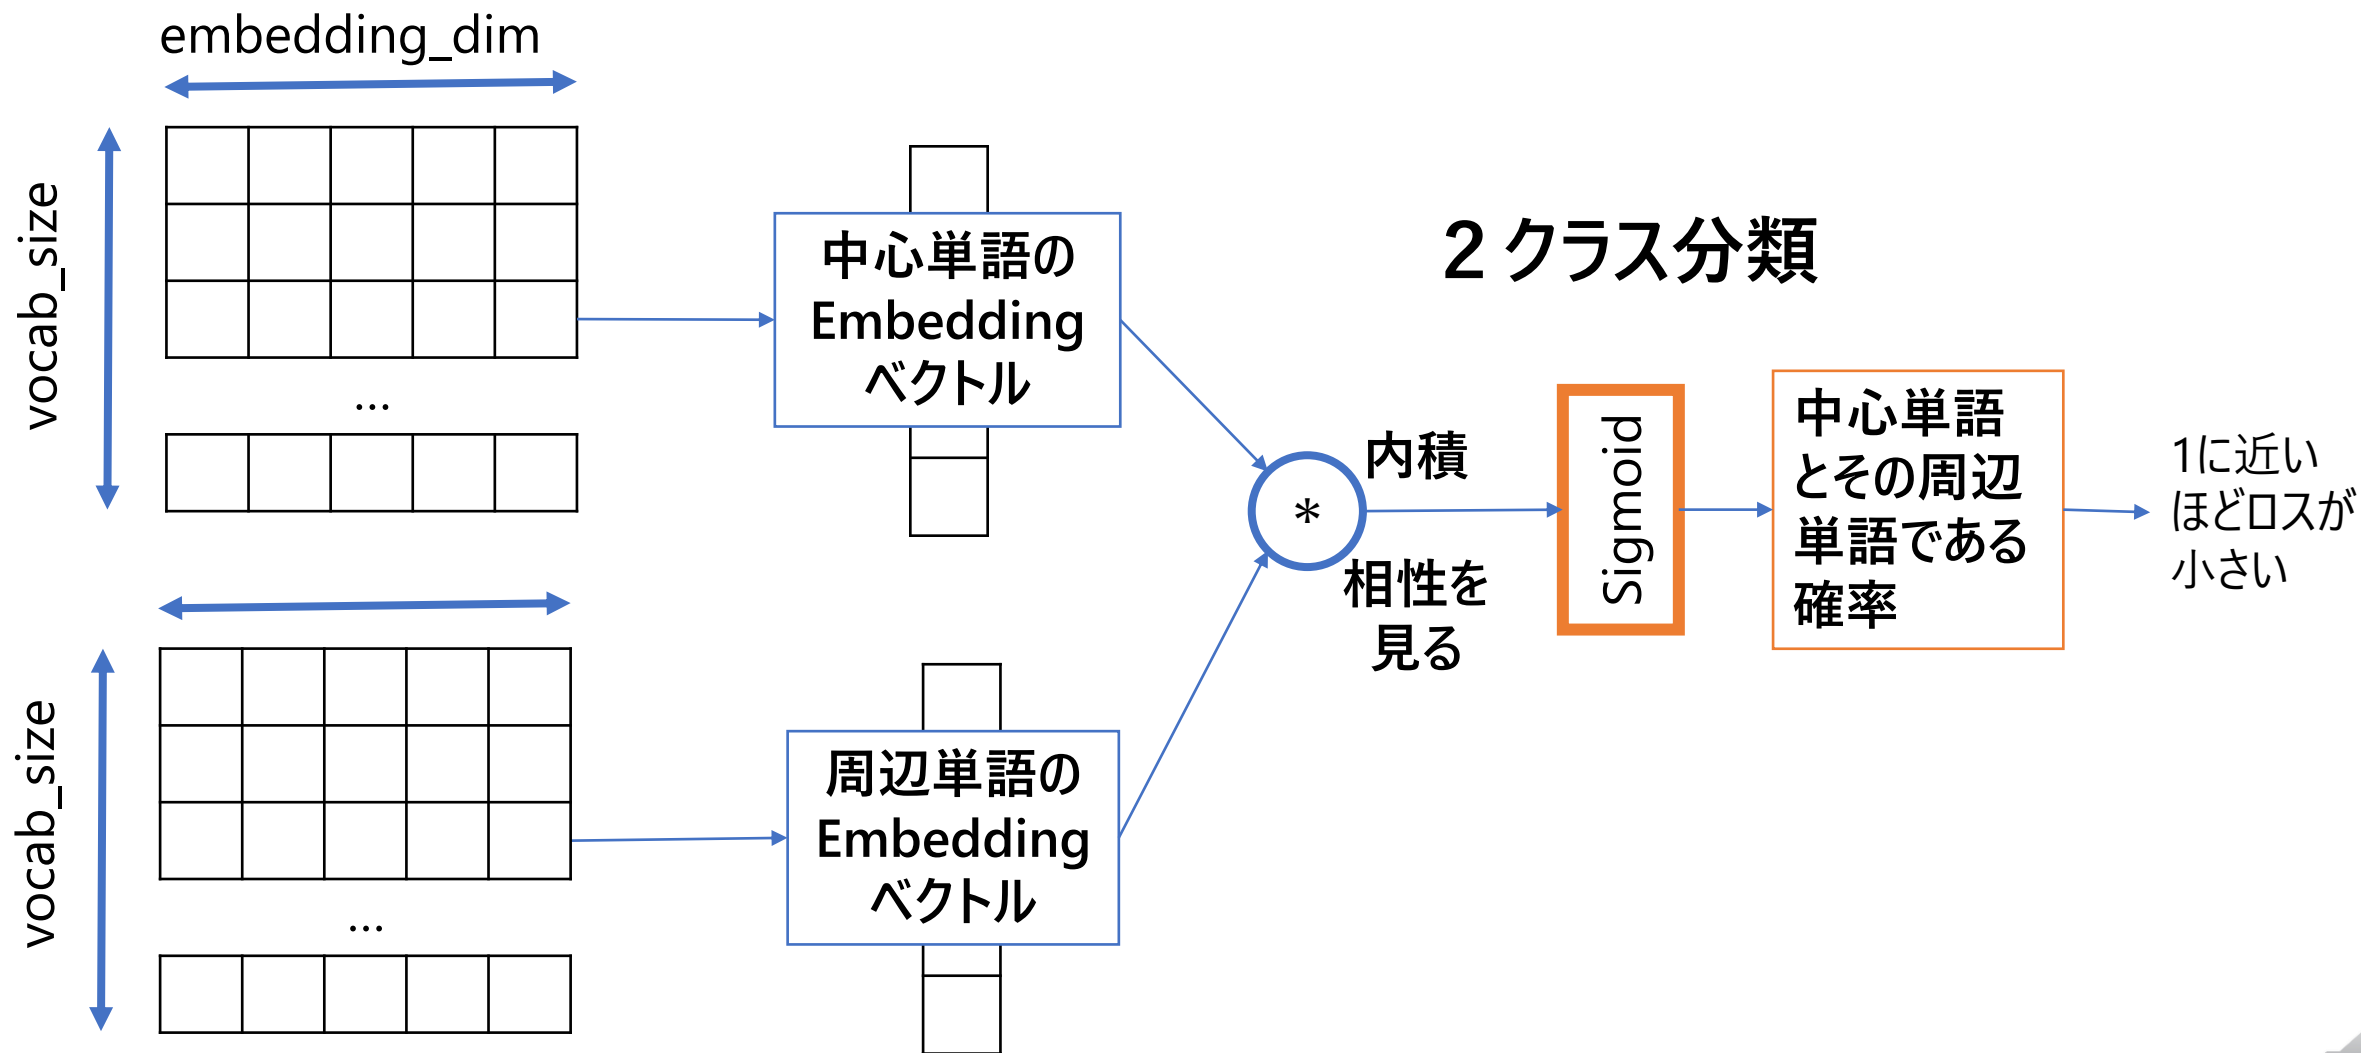 embedding_dim
vocab_size
...
中心単語の
Embedding
ベクトル
2クラス分類
*
内積
相性を
見る
Sigmoid
中心単語
とその周辺
単語である
確率
1に近い
ほどロスが
小さい
vocab_size
...
周辺単語の
Embedding
ベクトル